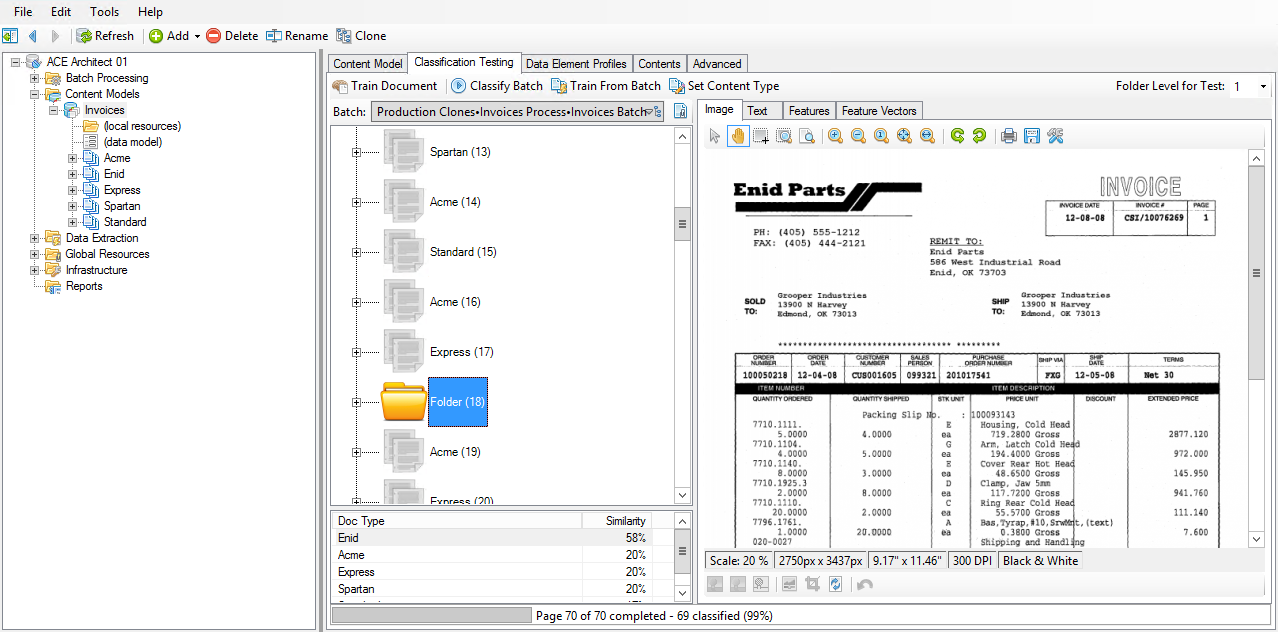 File Edit Tools Help
Refresh Add Delete Rename Clone
ACE Architect 01
Batch Processing
Content Models
Invoices
(local resources)
(data model)
Acme
Enid
Express
Spartan
Standard
Data Extraction
Global Resources
Infrastructure
Reports
Content Model Classification Testing Data Element Profiles Contents Advanced
Train Document Classify Batch Train From Batch Set Content Type Folder Level for Test: 1
Batch: Production Clones•Invoices Process•Invoices Batch
Spartan (13)
Acme (14)
Standard (15)
Acme (16)
Express (17)
Folder (18)
Acme (19)
Express (20)
Doc Type Similarity
Enid 58%
Acme 20%
Express 20%
Spartan 20%
Image Text Features Feature Vectors
Enid Parts
INVOICE
INVOICE DATE INVOICE # PAGE
12-08-08 CSI/10076269 1
PH: (405) 555-1212
FAX: (405) 444-2121
REMIT TO:
Enid Parts
586 West Industrial Road
Enid, OK 73703
SOLD TO:
Grooper Industries
13900 N Harvey
Edmond, OK 73013
SHIP TO:
Grooper Industries
13900 N Harvey
Edmond, OK 73013
ORDER NUMBER ORDER DATE CUSTOMER NUMBER SALES PERSON PURCHASE ORDER NUMBER SHIP VIA SHIP DATE TERMS
100050218 12-04-08 CUS001605 099321 201017541 FXG 12-05-08 Net 30
ITEM NUMBER ITEM DESCRIPTION
QUANTITY ORDERED QUANTITY SHIPPED STK UNIT PRICE UNIT DISCOUNT EXTENDED PRICE
Packing Slip No. : 100093143
7710.1111. E Housing, Cold Head
5.0000 4.0000 ea 719.2800 Gross 2877.120
7710.1104. G Arm, Latch Cold Head
4.0000 5.0000 ea 194.4000 Gross 972.000
7710.1140. E Cover Rear Hot Head
8.0000 3.0000 ea 48.6500 Gross 145.950
7710.1925.3 D Clamp, Jaw 5mm
2.0000 8.0000 ea 117.7200 Gross 941.760
7710.1110. C Ring Rear Cold Head
20.0000 2.0000 ea 55.5700 Gross 111.140
7796.1761. A Bas,Tyrap,#10,SrwMnt,(text)
1.0000 20.0000 ea 0.3800 Gross 7.600
020-0027 Shipping and Handling
Scale: 20 % 2750px x 3437px 9.17" x 11.46" 300 DPI Black & White
Page 70 of 70 completed - 69 classified (99%)